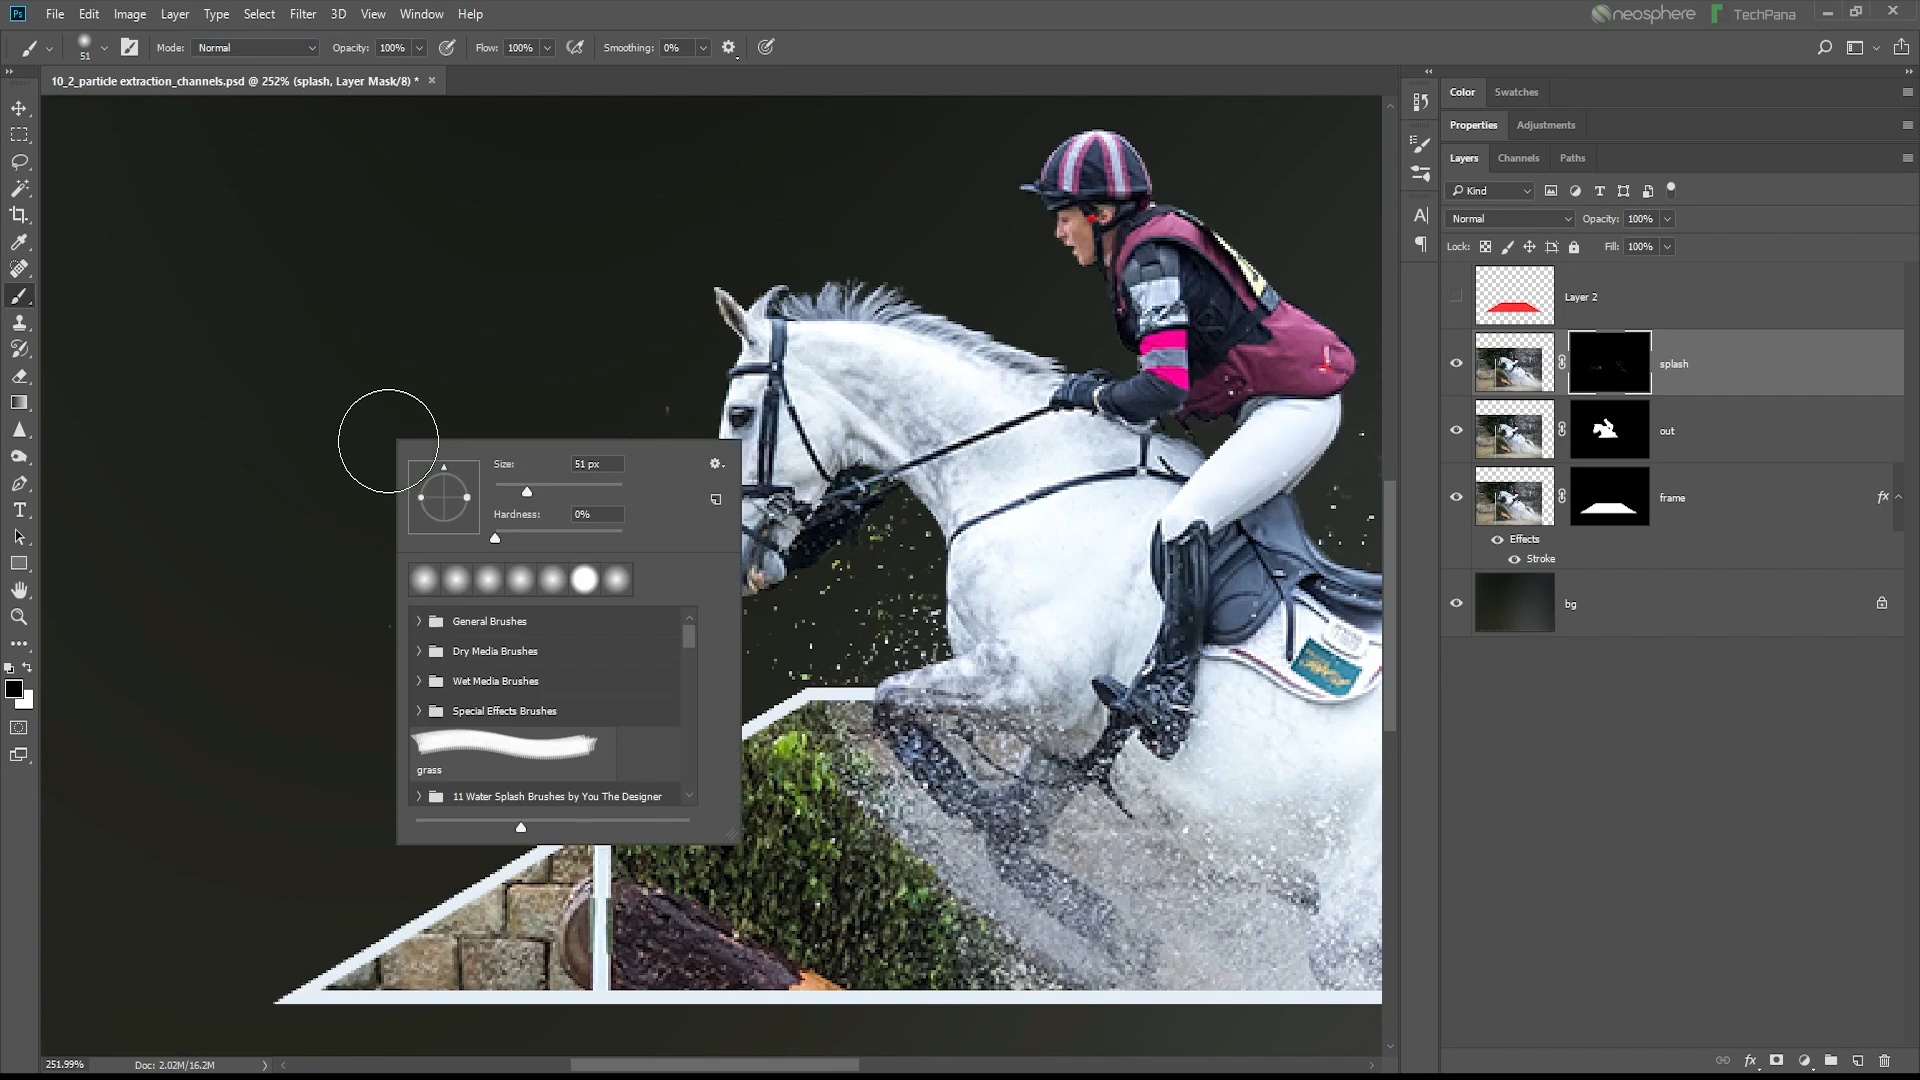 Ps File Edit Image Layer Type Select Filter 3D View Window Help neosphere TechPana
51 Mode: Normal Opacity: 100% Flow: 100% Smoothing: 0%
10_2_particle extraction_channels.psd @ 252% (splash, Layer Mask/8) *
Color Swatches
Properties Adjustments
Layers Channels Paths
Kind
Normal Opacity: 100%
Lock: Fill: 100%
Layer 2
splash
out
frame fx
Effects
Stroke
bg
Size: 51 px
Hardness: 0%
General Brushes
Dry Media Brushes
Wet Media Brushes
Special Effects Brushes
grass
11 Water Splash Brushes by You The Designer
251.99% Doc: 2.02M/16.2M
fx